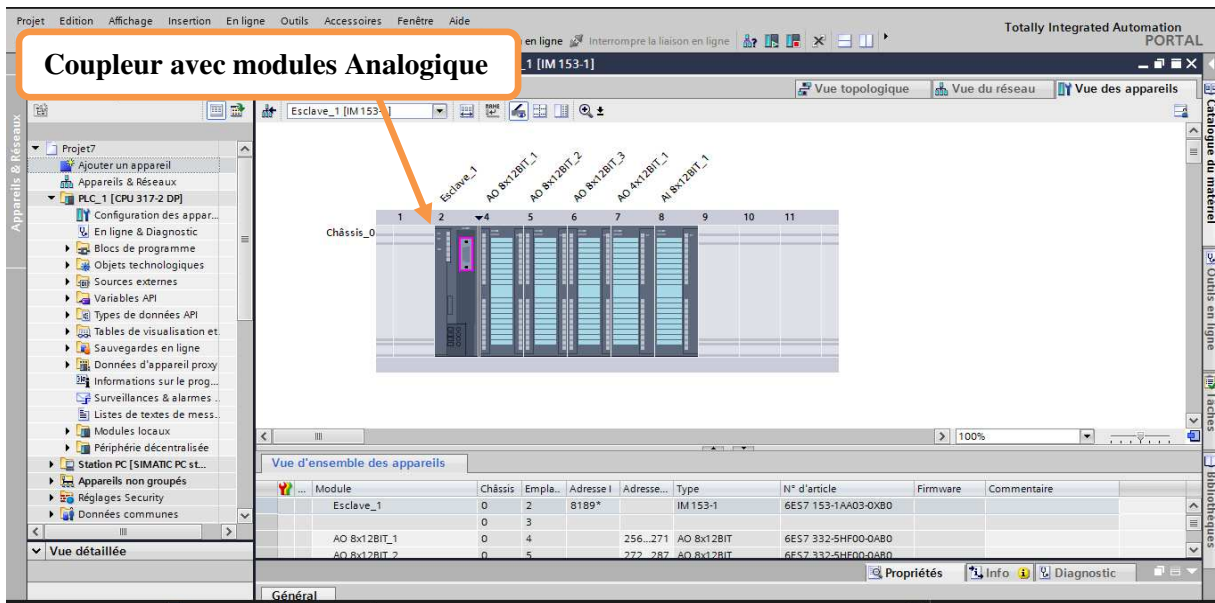 Projet Edition Affichage Insertion En ligne Outils Accessoires Fenêtre Aide
Totally Integrated Automation
PORTAL
en ligne Interrompre la liaison en ligne
Coupleur avec modules Analogique
_1 [IM 153-1]
Vue topologique Vue du réseau Vue des appareils
Esclave_1 [IM 153-1]
Appareils & Réseaux
Projet7
Ajouter un appareil
Appareils & Réseaux
PLC_1 [CPU 317-2 DP]
Configuration des appar...
En ligne & Diagnostic
Blocs de programme
Objets technologiques
Sources externes
Variables API
Types de données API
Tables de visualisation et.
Sauvegardes en ligne
Données d'appareil proxy
Informations sur le prog...
Surveillances & alarmes ..
Listes de textes de mess..
Modules locaux
Périphérie décentralisée
Station PC [SIMATIC PC st...
Appareils non groupés
Réglages Security
Données communes
Vue détaillée
Esclave_1
AO 8x12BIT_1
AO 8x12BIT_2
AO 8x12BIT_3
AO 4x12BIT_1
AI 8x12BIT_1
1 2 4 5 6 7 8 9 10 11
Châssis_0
100%
Vue d'ensemble des appareils
... Module Châssis Empla.. Adresse I Adresse... Type N° d'article Firmware Commentaire
Esclave_1 0 2 8189* IM 153-1 6ES7 153-1AA03-0XB0
0 3
AO 8x12BIT_1 0 4 256...271 AO 8x12BIT 6ES7 332-5HF00-0AB0
AO 8x12BIT_2 0 5 272...287 AO 8x12BIT 6ES7 332-5HF00-0AB0
Propriétés Info Diagnostic
Général
Catalogue du matériel
Outils en ligne
Tâches
Bibliothèques